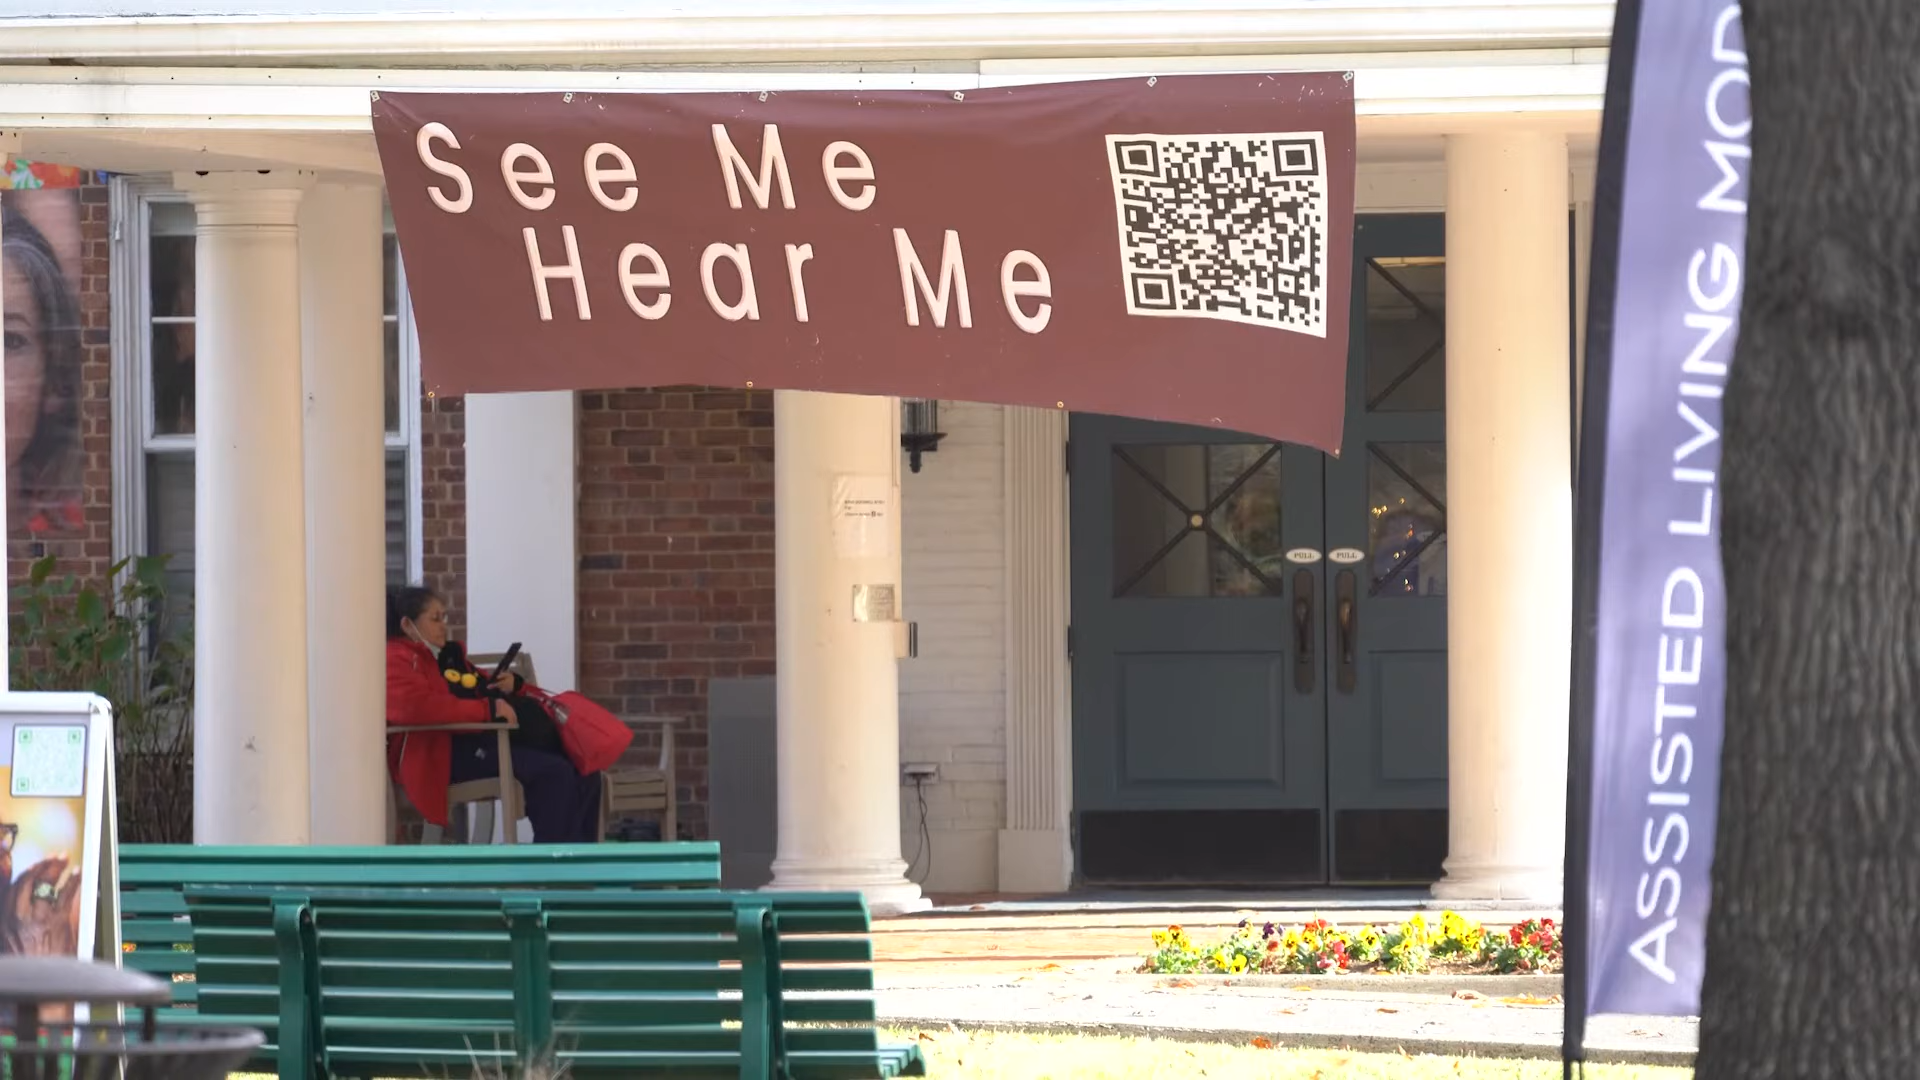 See Me
Hear Me
PULL PULL
ASSISTED LIVING MOD